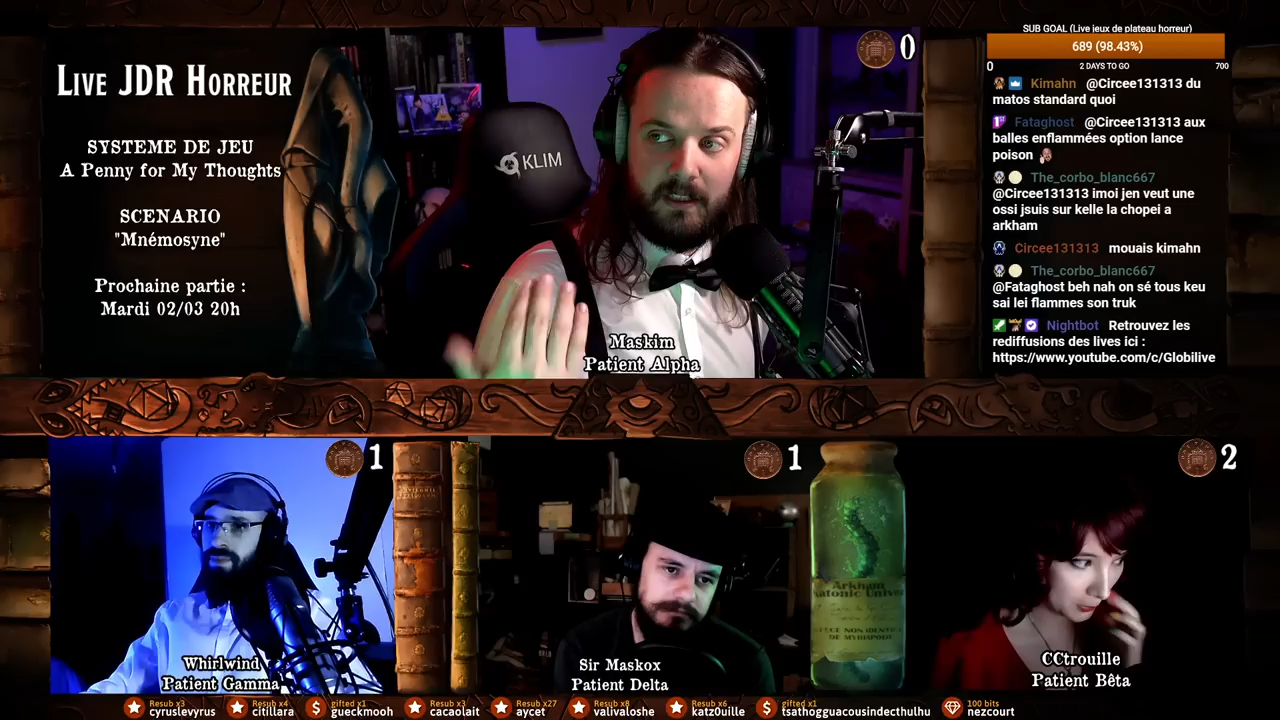 LIVE JDR HORREUR
SYSTEME DE JEU
A Penny for My Thoughts
SCENARIO
"Mnémosyne"
Prochaine partie :
Mardi 02/03 20h
KLIM
0
Maskim
Patient Alpha
SUB GOAL (Live jeux de plateau horreur)
689 (98.43%)
0
2 DAYS TO GO
700
Kimahn @Circee131313 du
matos standard quoi
Fataghost @Circee131313 aux
balles enflammées option lance
poison
The_corbo_blanc667
@Circee131313 imoi jen veut une
ossi jsuis sur kelle la chopei a
arkham
Circee131313 mouais kimahn
The_corbo_blanc667
@Fataghost beh nah on sé tous keu
sai lei flammes son truk
Nightbot Retrouvez les
rediffusions des lives ici :
https://www.youtube.com/c/Globilive
1
Whirlwind
Patient Gamma
1
Sir Maskox
Patient Delta
Arkham
2
CCtrouille
Patient Bêta
Resub x3
cyruslevyrus
Resub x4
citillara
gifted x1
gueckmooh
Resub x3
cacaolait
Resub x27
aycet
Resub x8
valivaloshe
Resub x6
katz0uille
gifted x1
tsathogguacousindecthulhu
100 bits
nezcourt